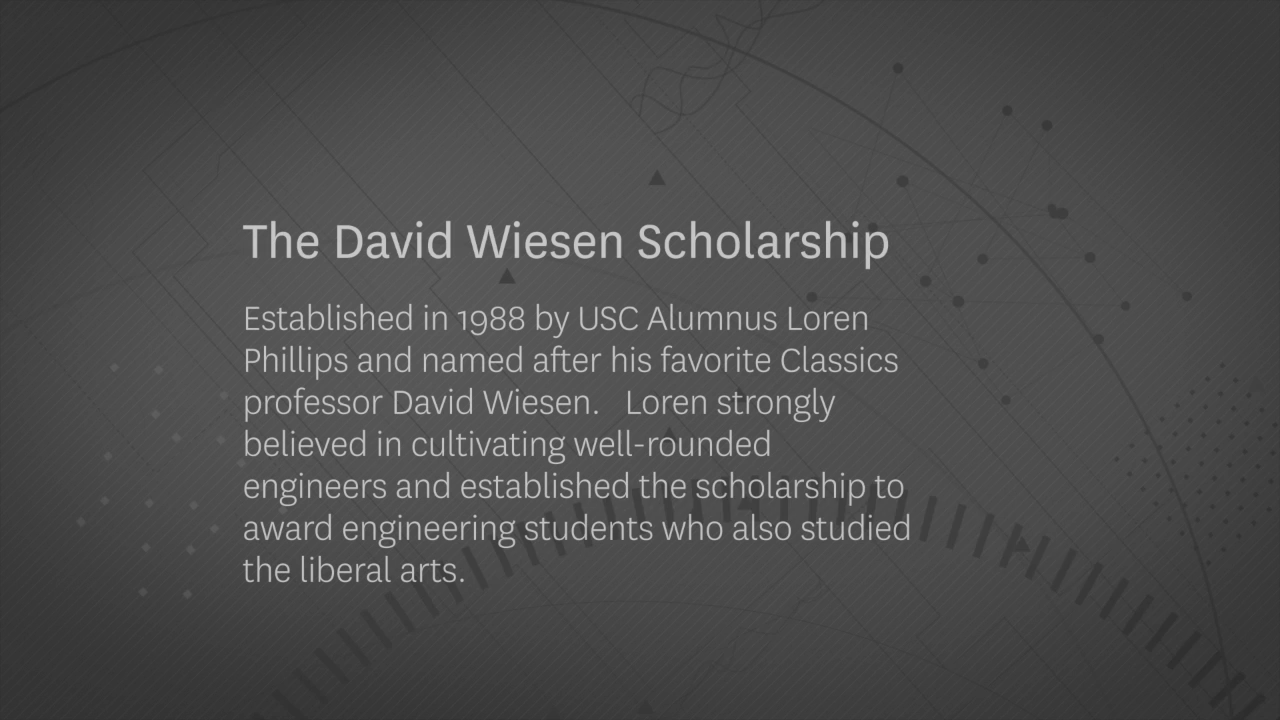 The David Wiesen Scholarship
Established in 1988 by USC Alumnus Loren
Phillips and named after his favorite Classics
professor David Wiesen.   Loren strongly
believed in cultivating well-rounded
engineers and established the scholarship to
award engineering students who also studied
the liberal arts.